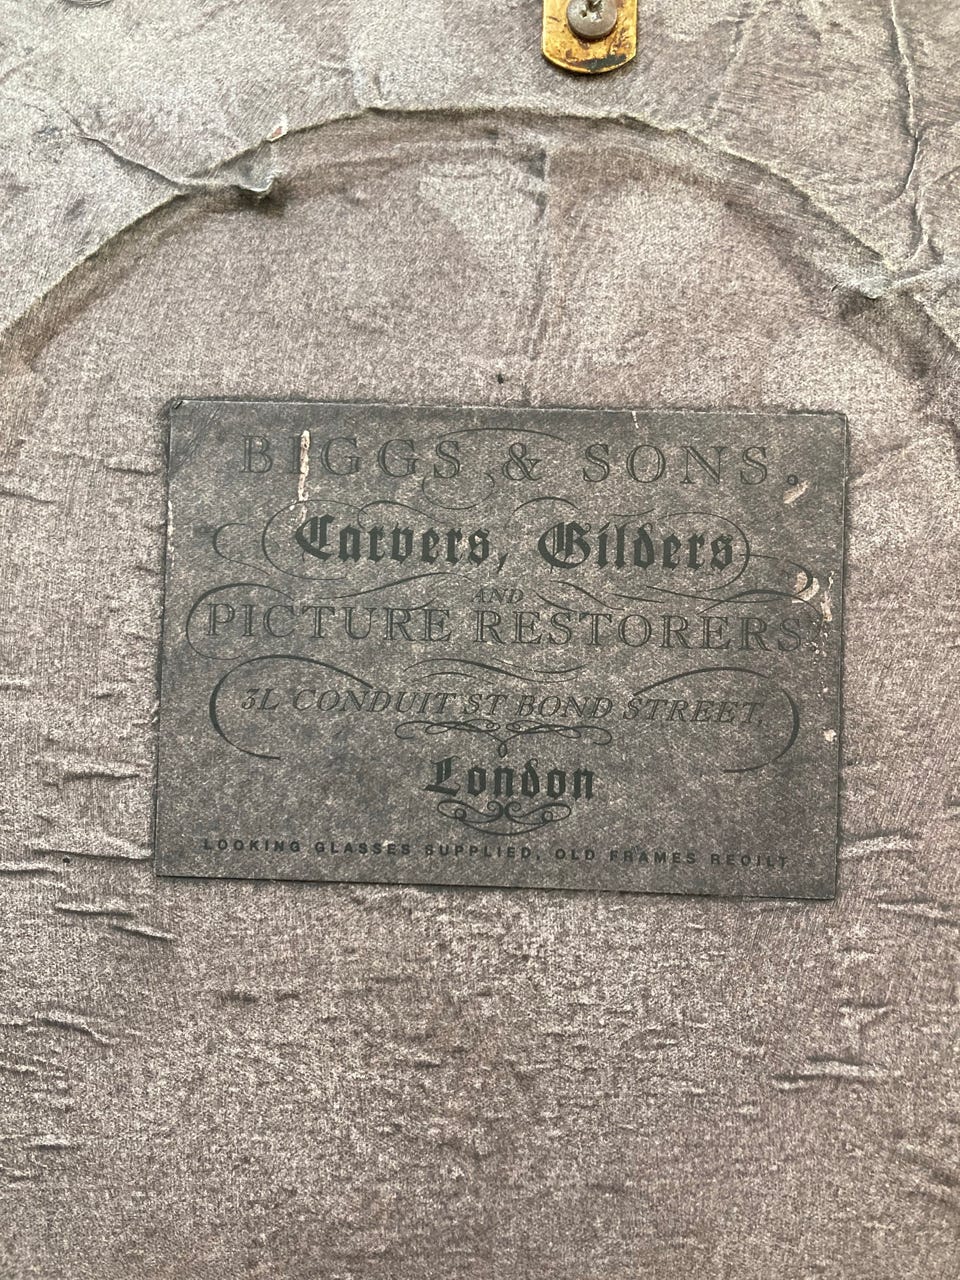 BIGGS & SONS.
Carvers, Gilders
AND
PICTURE RESTORERS.
3L CONDUIT ST BOND STREET,
London
LOOKING GLASSES SUPPLIED, OLD FRAMES REGILT